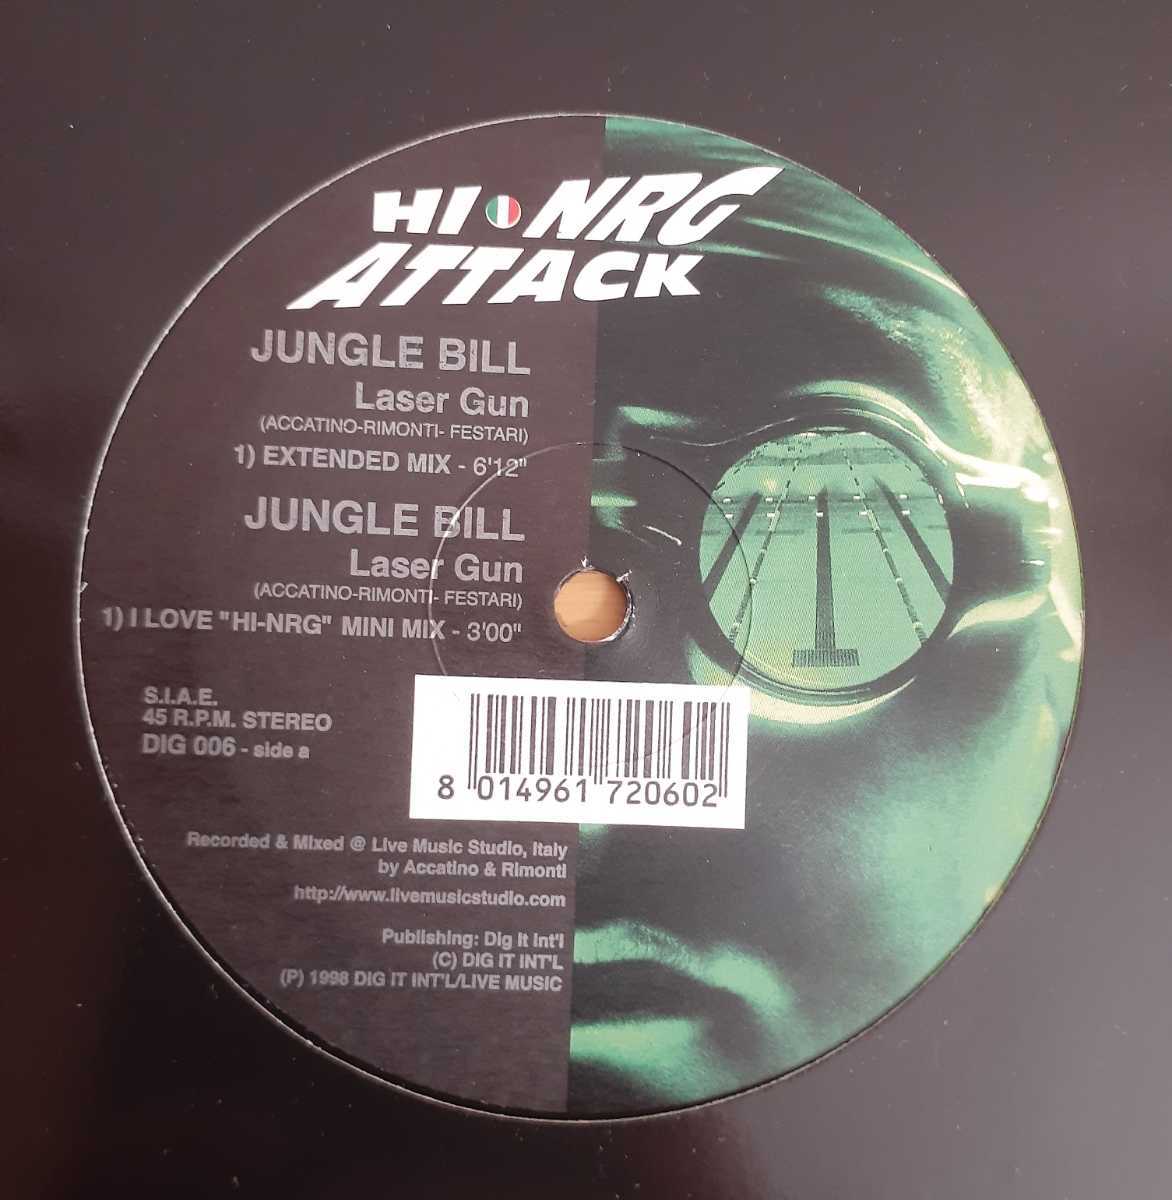 HI NRG
ATTACK
JUNGLE BILL
Laser Gun
(ACCATINO-RIMONTI- FESTARI)
1) EXTENDED MIX - 6'12"
JUNGLE BILL
Laser Gun
(ACCATINO-RIMONTI- FESTARI)
1) I LOVE "HI-NRG" MINI MIX - 3'00"
S.I.A.E.
45 R.P.M. STEREO
DIG 006 - side a
8 014961 720602
Recorded & Mixed @ Live Music Studio, Italy
by Accatino & Rimonti
http://www.livemusicstudio.com
Publishing: Dig It Int'l
(C) DIG IT INT'L
(P) 1998 DIG IT INT'L/LIVE MUSIC